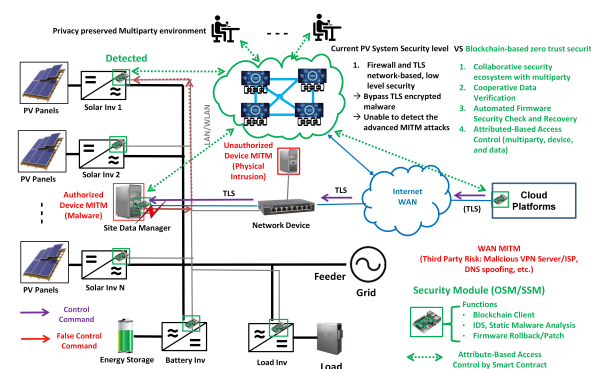 Privacy preserved Multiparty environment
Current PV System Security level VS Blockchain-based zero trust securit
1. Firewall and TLS
network-based, low
level security
→ Bypass TLS encrypted
malware
→ Unable to detect the
advanced MITM attacks
1. Collaborative security
ecosystem with multiparty
2. Cooperative Data
Verification
3. Automated Firmware
Security Check and Recovery
4. Attributed-Based Access
Control (multiparty, device,
and data)
Detected
PV Panels
Solar Inv 1
LAN/WLAN
PV Panels
Solar Inv 2
Unauthorized
Device MITM
(Physical
Intrusion)
Authorized
Device MITM
(Malware)
Site Data Manager
TLS
Network Device
TLS
Internet
WAN
(TLS)
Cloud
Platforms
PV Panels
Solar Inv N
Feeder
Grid
WAN MITM
(Third Party Risk: Malicious VPN Server/ISP,
DNS spoofing, etc.)
Control
Command
False Control
Command
Energy Storage
Battery Inv
Load Inv
Load
Security Module (OSM/SSM)
Functions
• Blockchain Client
• IDS, Static Malware Analysis
• Firmware Rollback/Patch
Attribute-Based Access
Control by Smart Contract